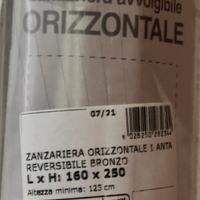 avvolgibile
ORIZZONTALE
07/21
ZANZARIERA ORIZZONTALE 1 ANTA
REVERSIBILE BRONZO
L x H: 160 x 250
Altezza minima: 125 cm